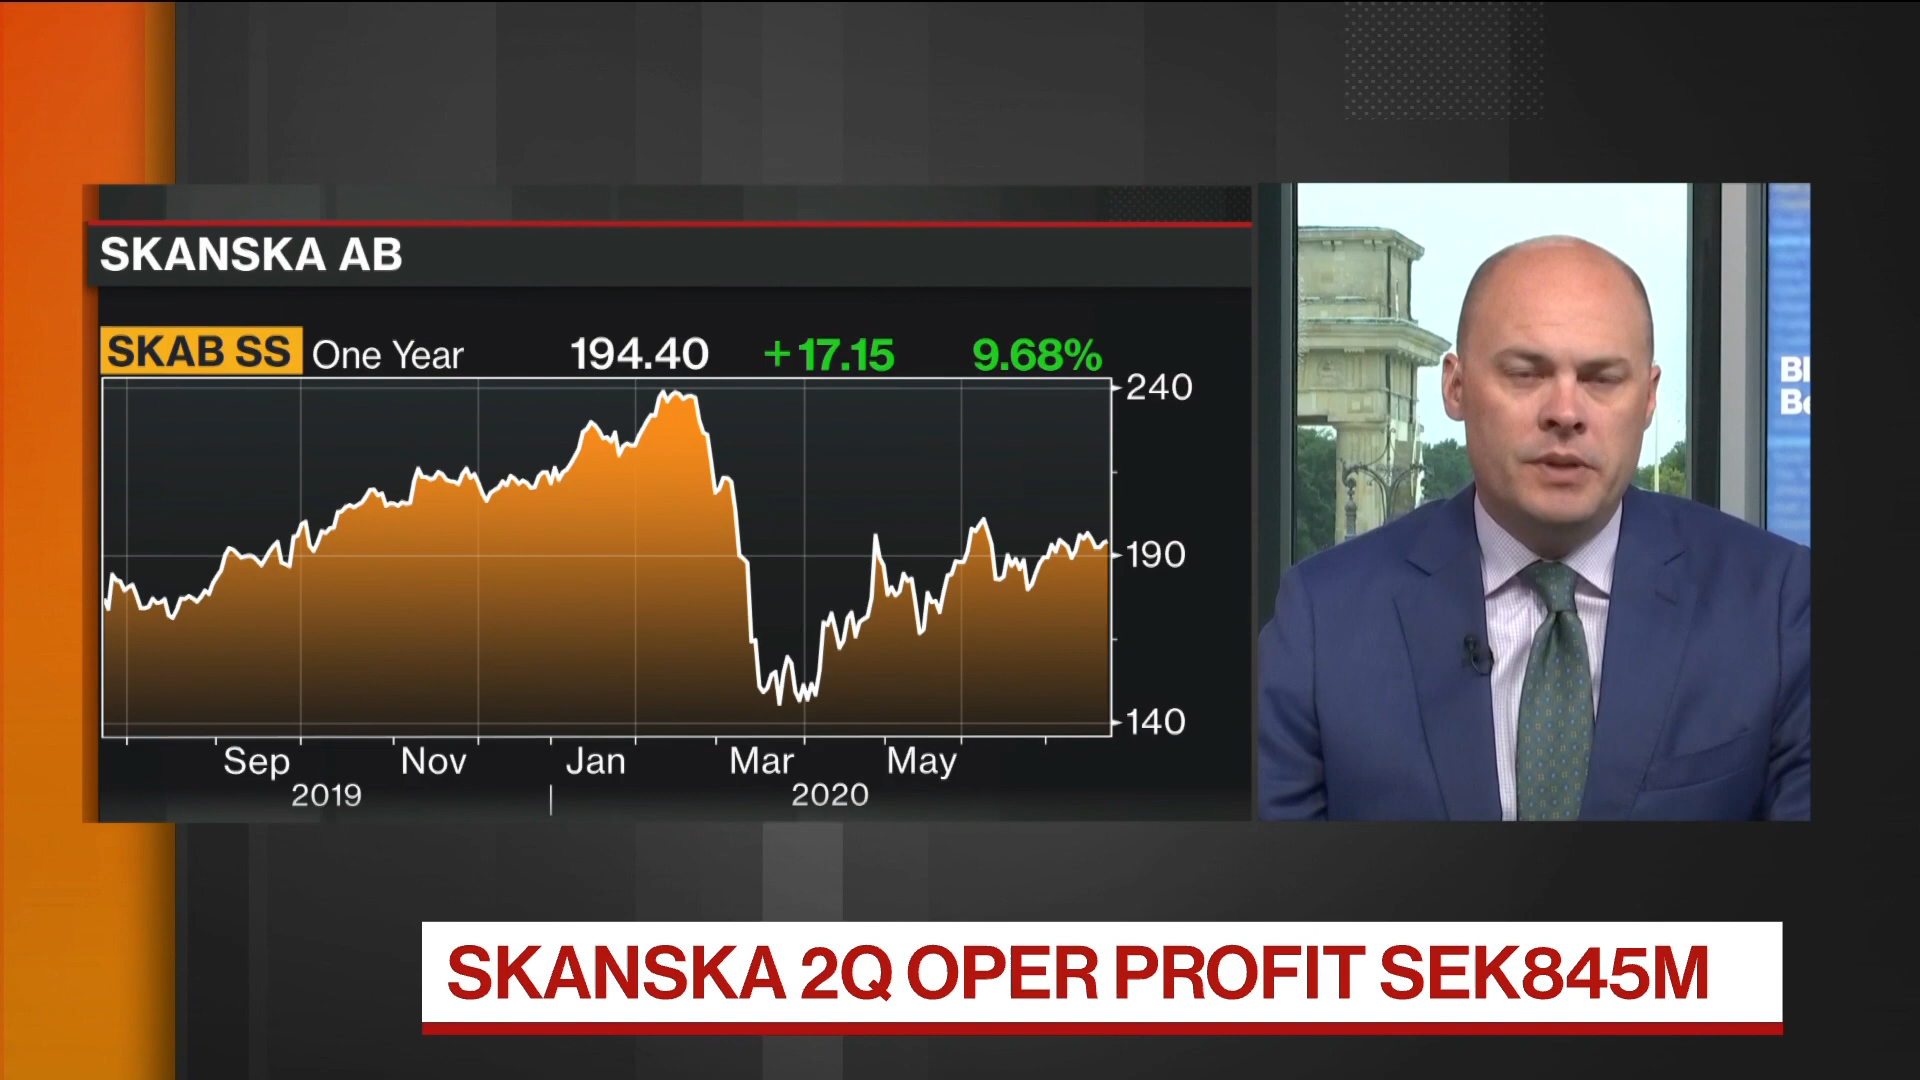 SKANSKA AB
SKAB SS One Year 194.40 +17.15 9.68%
240
190
140
Sep Nov Jan Mar May
2019 2020
SKANSKA 2Q OPER PROFIT SEK845M